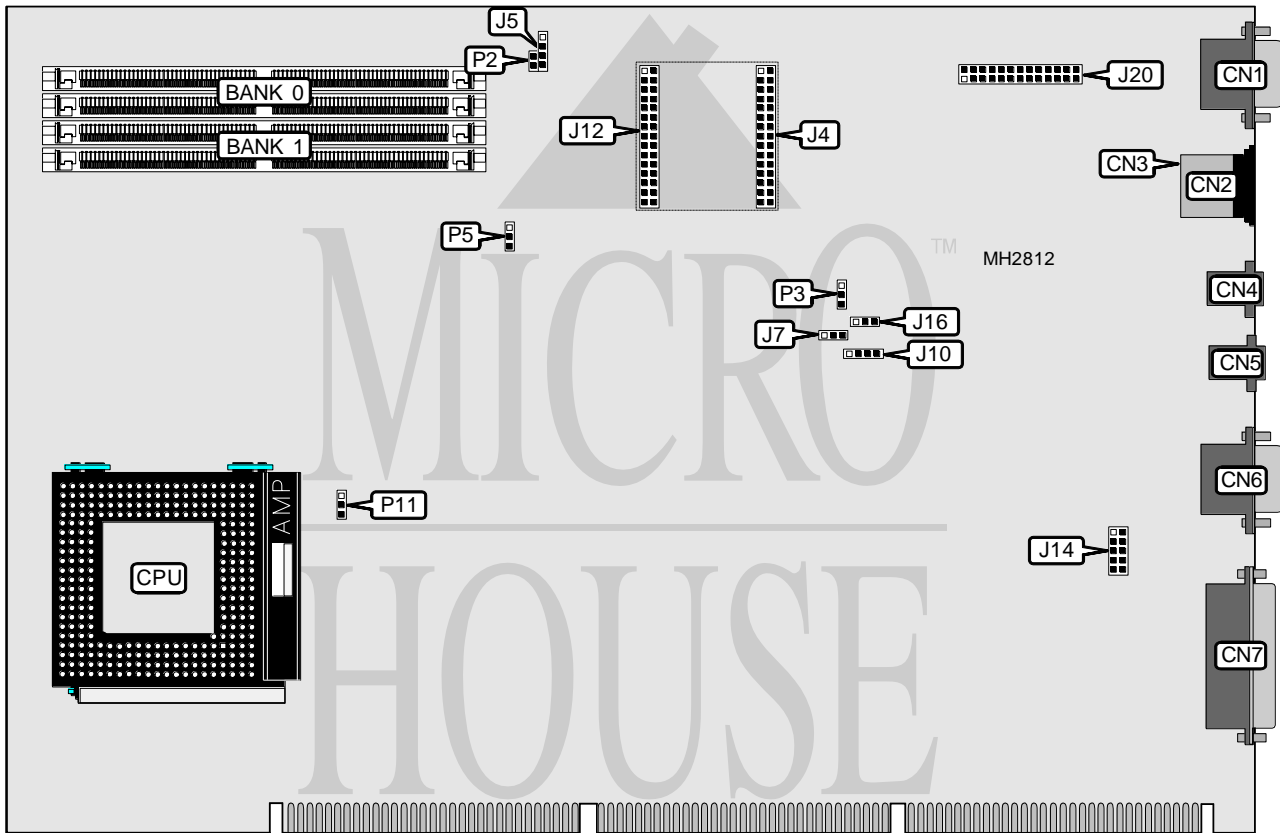 J5
P2
BANK 0
BANK 1
J12
J4
J20
CN1
CN3
CN2
P5
MICRO
™
MH2812
CN4
P3
J16
J7
J10
CN5
AMP
P11
CN6
J14
CPU
HOUSE
CN7